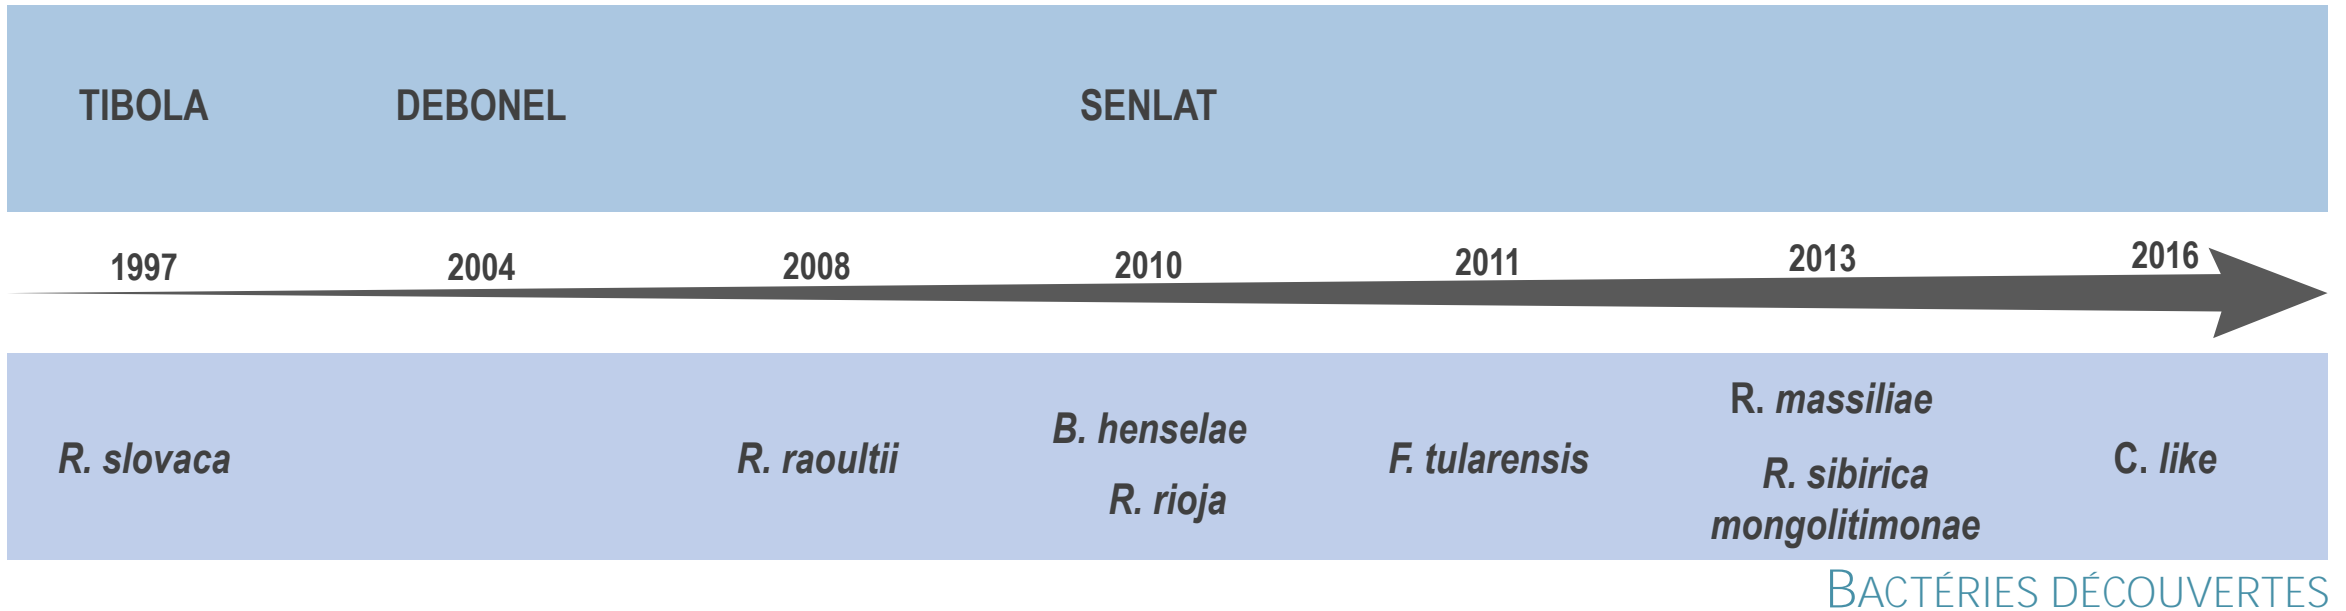 TIBOLA
DEBONEL
SENLAT
1997
2004
2008
2010
2011
2013
2016
R. slovaca
R. raoultii
B. henselae
R. rioja
F. tularensis
R. massiliae
R. sibirica
mongolitimonae
C. like
BACTÉRIES DÉCOUVERTES